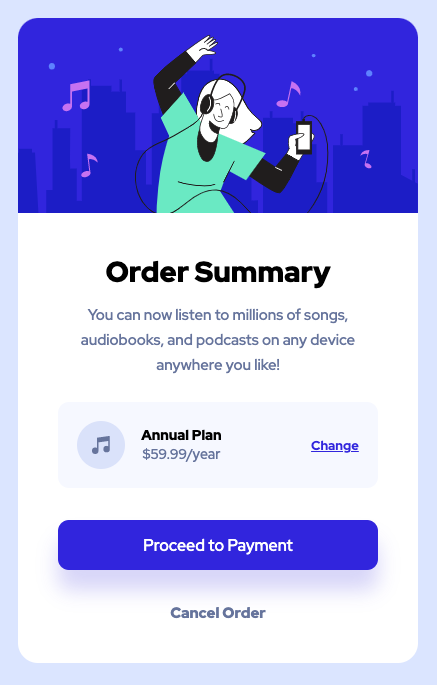 Order Summary
You can now listen to millions of songs,
audiobooks, and podcasts on any device
anywhere you like!
Annual Plan
$59.99/year
Change
Proceed to Payment
Cancel Order